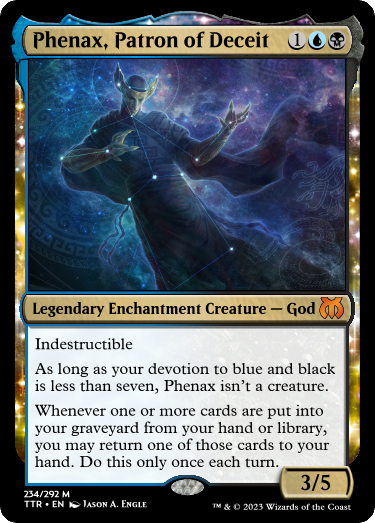 Phenax, Patron of Deceit 1
Legendary Enchantment Creature — God
Indestructible
As long as your devotion to blue and black
is less than seven, Phenax isn't a creature.
Whenever one or more cards are put into
your graveyard from your hand or library,
you may return one of those cards to your
hand. Do this only once each turn.
3/5
234/292 M
TTR • EN Jason A. Engle
™ & © 2023 Wizards of the Coast